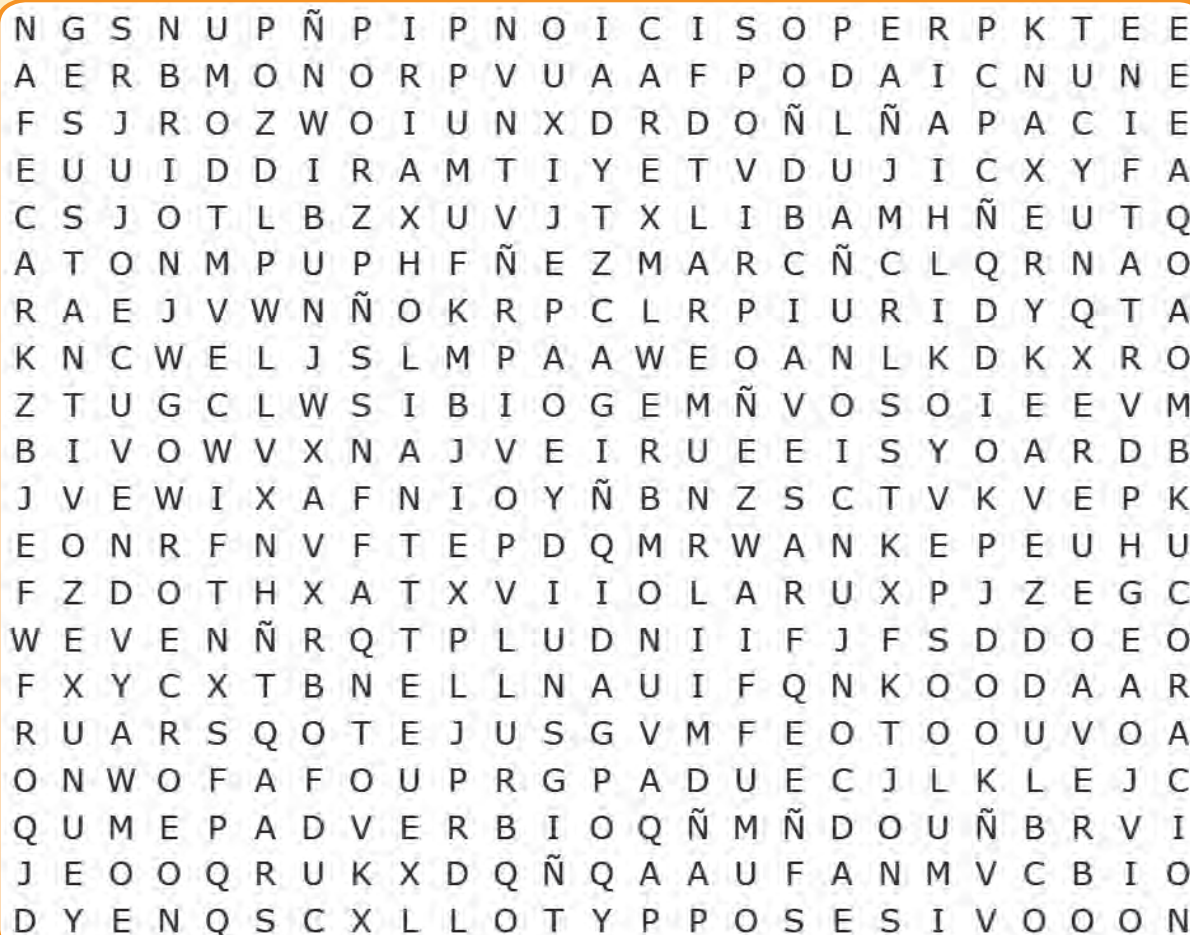 N G S N U P Ñ P I P N O I C I S O P E R P K T E E
A E R B M O N O R P V U A A F P O D A I C N U N E
F S J R O Z W O I U N X D R D O Ñ L Ñ A P A C I E
E U U I D D I R A M T I Y E T V D U J I C X Y F A
C S J O T L B Z X U V J T X L I B A M H Ñ E U T Q
A T O N M P U P H F Ñ E Z M A R C Ñ C L Q R N A O
R A E J V W N Ñ O K R P C L R P I U R I D Y Q T A
K N C W E L J S L M P A A W E O A N L K D K X R O
Z T U G C L W S I B I O G E M Ñ V O S O I E E V M
B I V O W V X N A J V E I R U E E I S Y O A R D B
J V E W I X A F N I O Y Ñ B N Z S C T V K V E P K
E O N R F N V F T E P D Q M R W A N K E P E U H U
F Z D O T H X A T X V I I O L A R U X P J Z E G C
W E V E N Ñ R Q T P L U D N I I F J F S D D O E O
F X Y C X T B N E L L N A U I F Q N K O O D A A R
R U A R S Q O T E J U S G V M F E O T O O U V O A
O N W O F A F O U P R G P A D U E C J L K L E J C
Q U M E P A D V E R B I O Q Ñ M Ñ D O U Ñ B R V I
J E O O Q R U K X D Q Ñ Q A A U F A N M V C B I O
D Y E N Q S C X L L O T Y P P O S E S I V O O O N